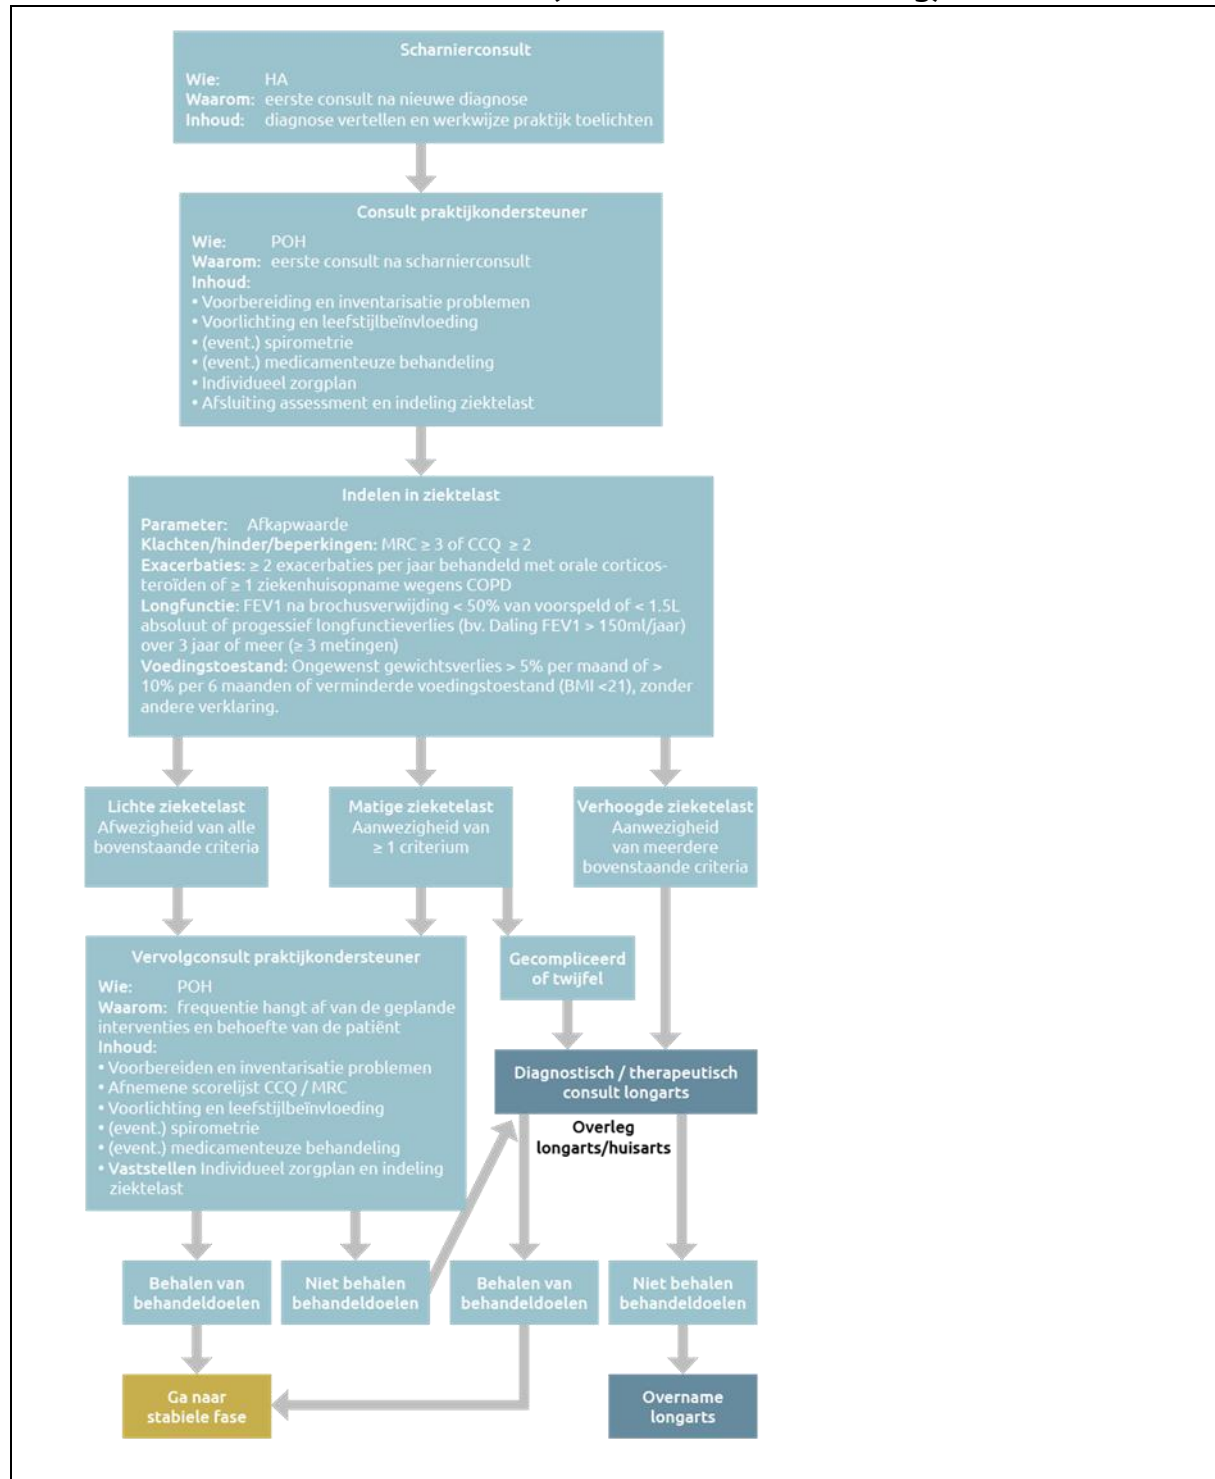 Scharnierconsult
Wie: HA
Waarom: eerste consult na nieuwe diagnose
Inhoud: diagnose vertellen en werkwijze praktijk toelichten
Consult praktijkondersteuner
Wie: POH
Waarom: eerste consult na scharnierconsult
Inhoud:
• Voorbereiding en inventarisatie problemen
• Voorlichting en leefstijlbeïnvloeding
• (event.) spirometrie
• (event.) medicamenteuze behandeling
• Individueel zorgplan
• Afsluiting assessment en indeling ziektelast
Indelen in ziektelast
Parameter: Afkapwaarde
Klachten/hinder/beperkingen: MRC ≥ 3 of CCQ ≥ 2
Exacerbaties: ≥ 2 exacerbaties per jaar behandeld met orale corticos-
teroïden of ≥ 1 ziekenhuisopname wegens COPD
Longfunctie: FEV1 na brochusverwijding < 50% van voorspeld of < 1.5L
absoluut of progessief longfunctieverlies (bv. Daling FEV1 > 150ml/jaar)
over 3 jaar of meer (≥ 3 metingen)
Voedingstoestand: Ongewenst gewichtsverlies > 5% per maand of >
10% per 6 maanden of verminderde voedingstoestand (BMI <21), zonder
andere verklaring.
Lichte zieketelast
Afwezigheid van alle
bovenstaande criteria
Matige zieketelast
Aanwezigheid van
≥ 1 criterium
Verhoogde zieketelast
Aanwezigheid
van meerdere
bovenstaande criteria
Vervolgconsult praktijkondersteuner
Wie: POH
Waarom: frequentie hangt af van de geplande
interventies en behoefte van de patiënt
Inhoud:
• Voorbereiden en inventarisatie problemen
• Afnemene scorelijst CCQ / MRC
• Voorlichting en leefstijlbeïnvloeding
• (event.) spirometrie
• (event.) medicamenteuze behandeling
• Vaststellen Individueel zorgplan en indeling
ziektelast
Gecompliceerd
of twijfel
Diagnostisch / therapeutisch
consult longarts
Overleg
longarts/huisarts
Behalen van
behandeldoelen
Niet behalen
behandeldoelen
Behalen van
behandeldoelen
Niet behalen
behandeldoelen
Ga naar
stabiele fase
Overname
longarts